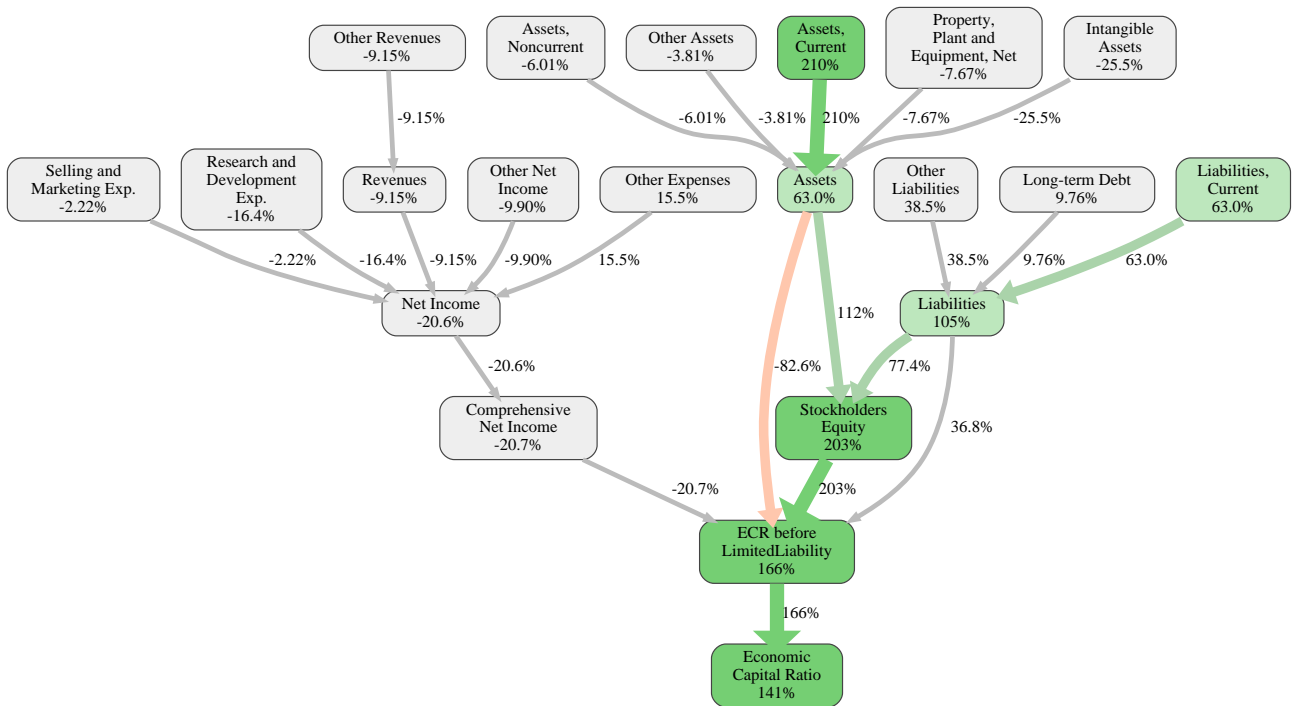 Other Revenues
-9.15%
Assets,
Noncurrent
-6.01%
Other Assets
-3.81%
Assets,
Current
210%
Property,
Plant and
Equipment, Net
-7.67%
Intangible
Assets
-25.5%
-9.15%
-6.01%
-3.81%
210%
-7.67%
-25.5%
Selling and
Marketing Exp.
-2.22%
Research and
Development
Exp.
-16.4%
Revenues
-9.15%
Other Net
Income
-9.90%
Other Expenses
15.5%
Assets
63.0%
Other
Liabilities
38.5%
Long-term Debt
9.76%
Liabilities,
Current
63.0%
-2.22%
-16.4%
-9.15%
-9.90%
15.5%
38.5%
9.76%
63.0%
Net Income
-20.6%
112%
Liabilities
105%
-20.6%
-82.6%
77.4%
Comprehensive
Net Income
-20.7%
Stockholders
Equity
203%
36.8%
-20.7%
203%
ECR before
LimitedLiability
166%
166%
Economic
Capital Ratio
141%